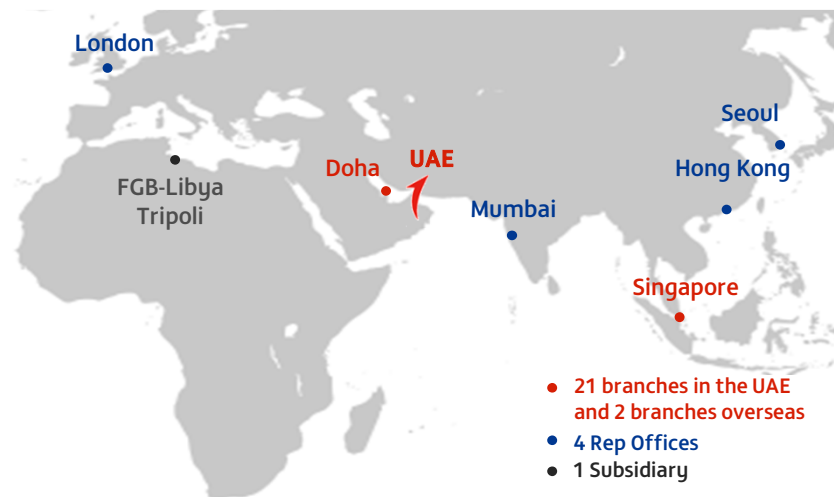 London
Seoul
UAE
Doha
Hong Kong
FGB-Libya
Tripoli
Mumbai
Singapore
21 branches in the UAE
and 2 branches overseas
4 Rep Offices
1 Subsidiary